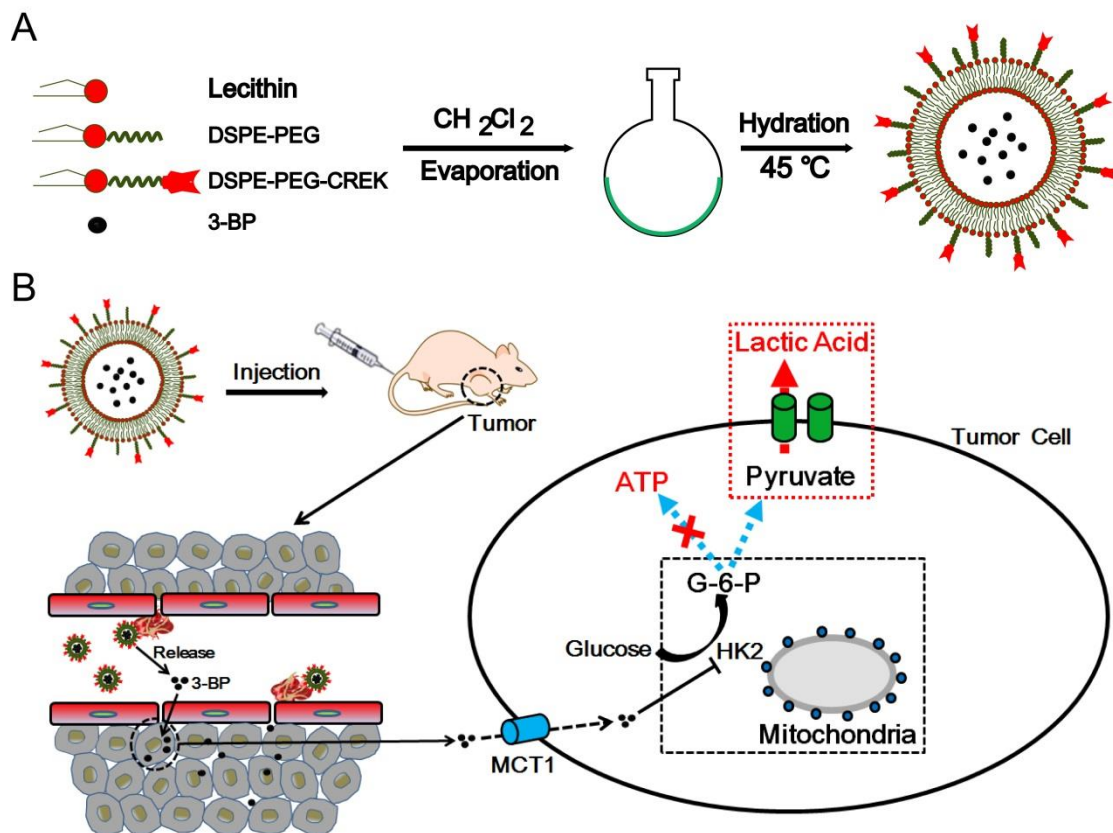 A
Lecithin
DSPE-PEG
DSPE-PEG-CREK
3-BP
CH 2Cl 2
Evaporation
Hydration
45 ℃
B
Injection
Tumor
Release
3-BP
MCT1
Lactic Acid
Pyruvate
Tumor Cell
ATP
G-6-P
Glucose
HK2
Mitochondria